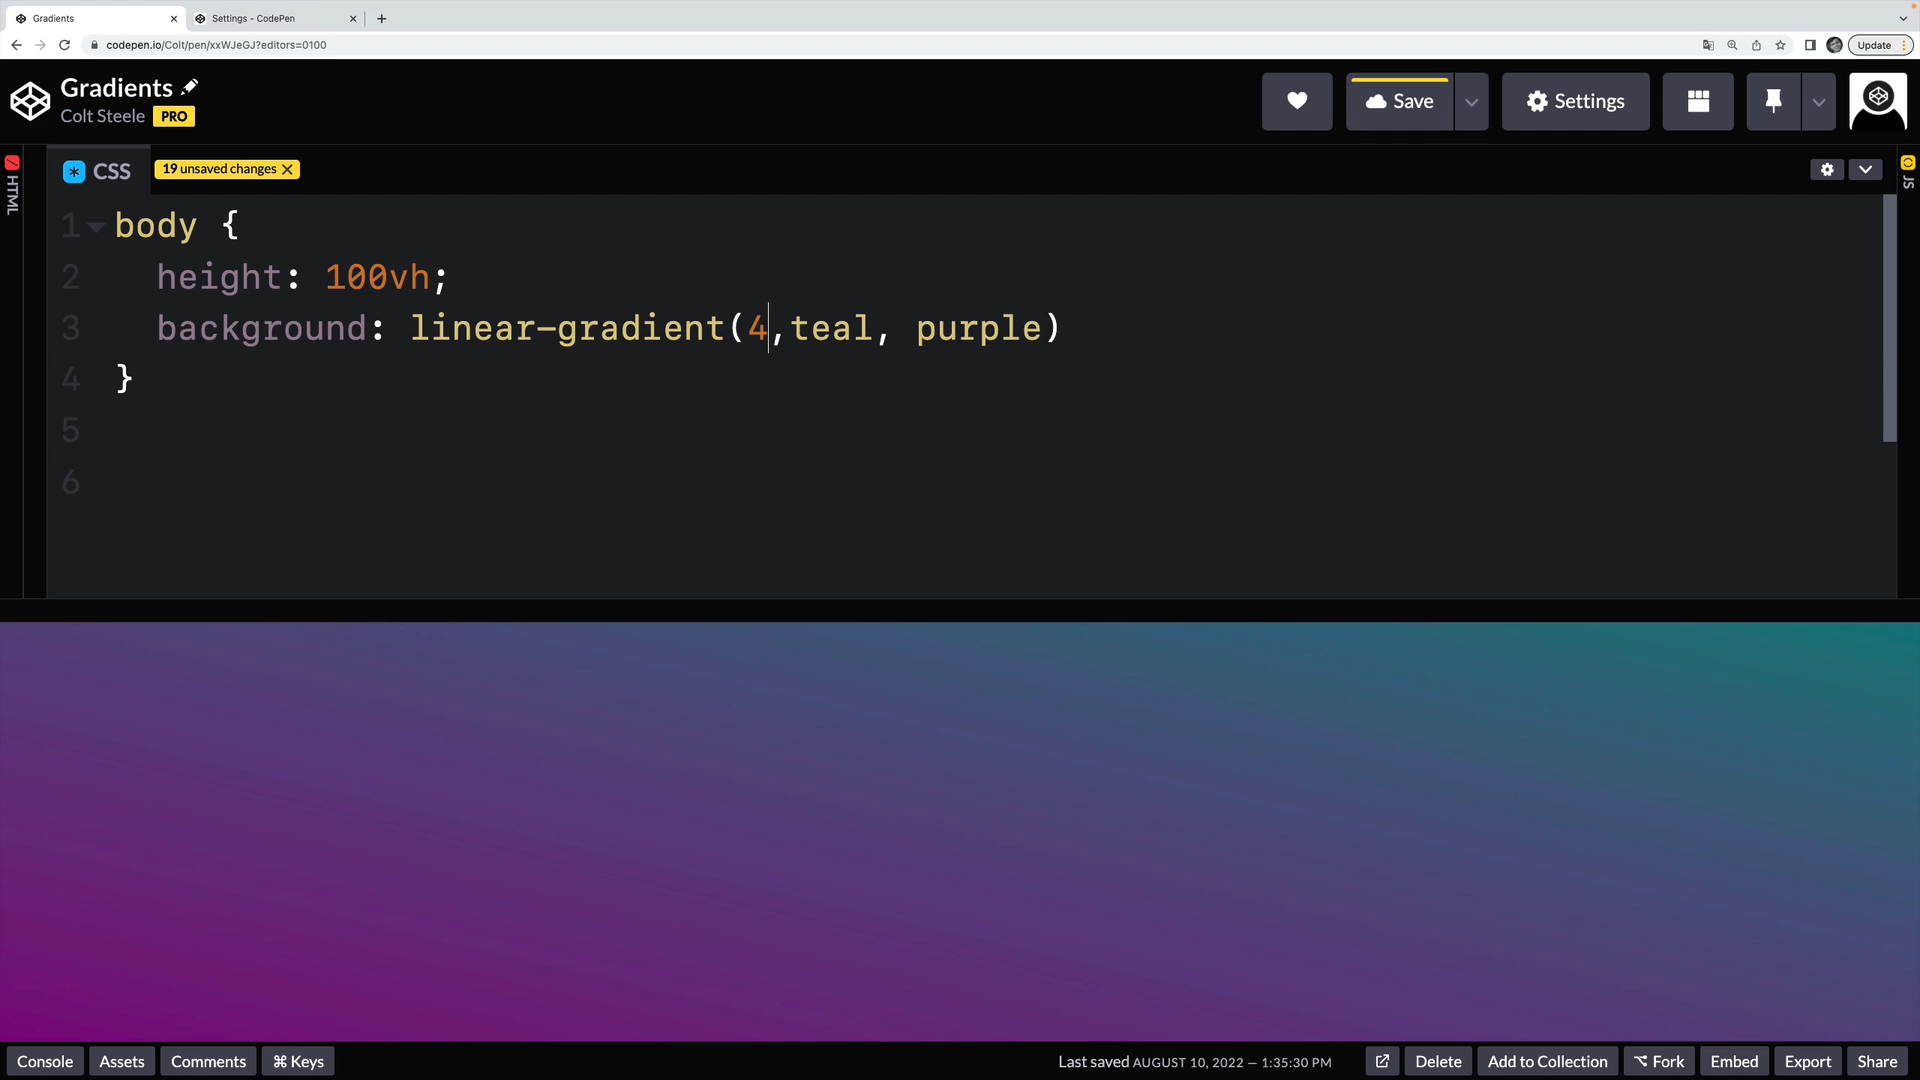 Gradients
Settings - CodePen
codepen.io/Colt/pen/xxWJeGJ?editors=0100
Update
Gradients
Colt Steele PRO
Save
Settings
HTML
CSS
19 unsaved changes
JS
1 body {
2 height: 100vh;
3 background: linear-gradient(4,teal, purple)
4 }
5
6
Console Assets Comments ⌘ Keys
Last saved AUGUST 10, 2022 — 1:35:30 PM
Delete Add to Collection ⌥ Fork Embed Export Share